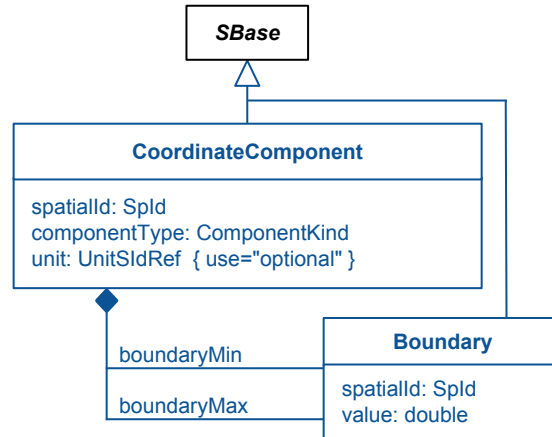 SBase
CoordinateComponent
spatialId: SpId
componentType: ComponentKind
unit: UnitSIdRef { use="optional" }
boundaryMin
boundaryMax
Boundary
spatialId: SpId
value: double